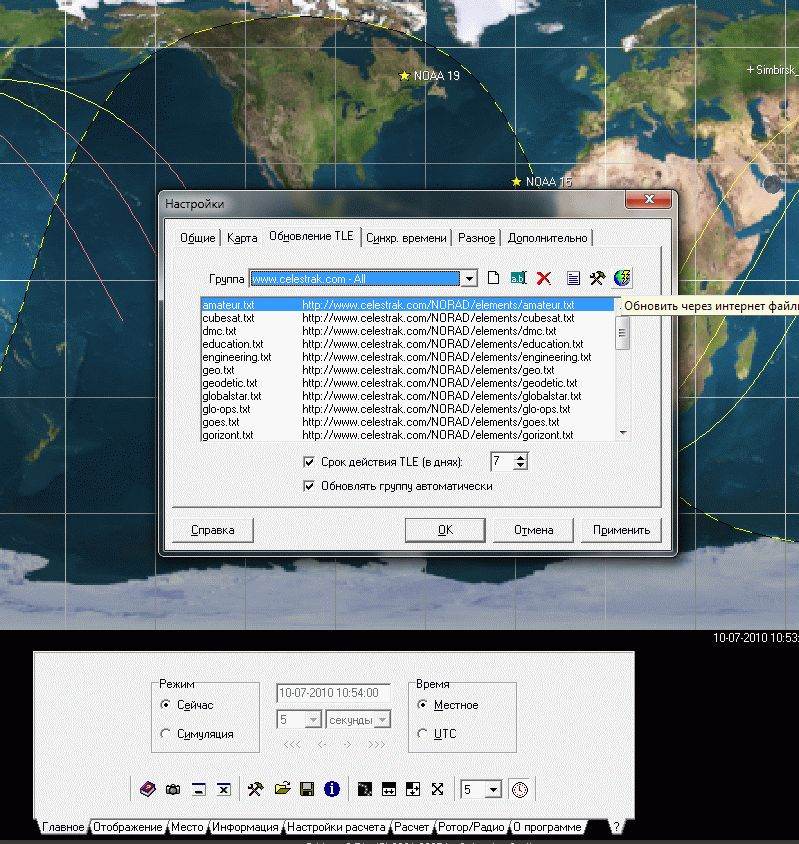 NOAA 19
+ Simbirsk_
NOAA 15
Настройки
Общие Карта Обновление TLE Синхр. времени Разное Дополнительно
Группа www.celestrak.com - All
amateur.txt http://www.celestrak.com/NORAD/elements/amateur.txt
Обновить через интернет файлы
cubesat.txt http://www.celestrak.com/NORAD/elements/cubesat.txt
dmc.txt http://www.celestrak.com/NORAD/elements/dmc.txt
education.txt http://www.celestrak.com/NORAD/elements/education.txt
engineering.txt http://www.celestrak.com/NORAD/elements/engineering.txt
geo.txt http://www.celestrak.com/NORAD/elements/geo.txt
geodetic.txt http://www.celestrak.com/NORAD/elements/geodetic.txt
globalstar.txt http://www.celestrak.com/NORAD/elements/globalstar.txt
glo-ops.txt http://www.celestrak.com/NORAD/elements/glo-ops.txt
goes.txt http://www.celestrak.com/NORAD/elements/goes.txt
gorizont.txt http://www.celestrak.com/NORAD/elements/gorizont.txt
Срок действия TLE (в днях): 7
Обновлять группу автоматически
Справка OK Отмена Применить
10-07-2010 10:53:
Режим
Сейчас
Симуляция
10-07-2010 10:54:00
5 секунды
<<< <- -> >>>
Время
Местное
UTC
5
Главное Отображение Место Информация Настройки расчета Расчет Ротор/Радио О программе ?